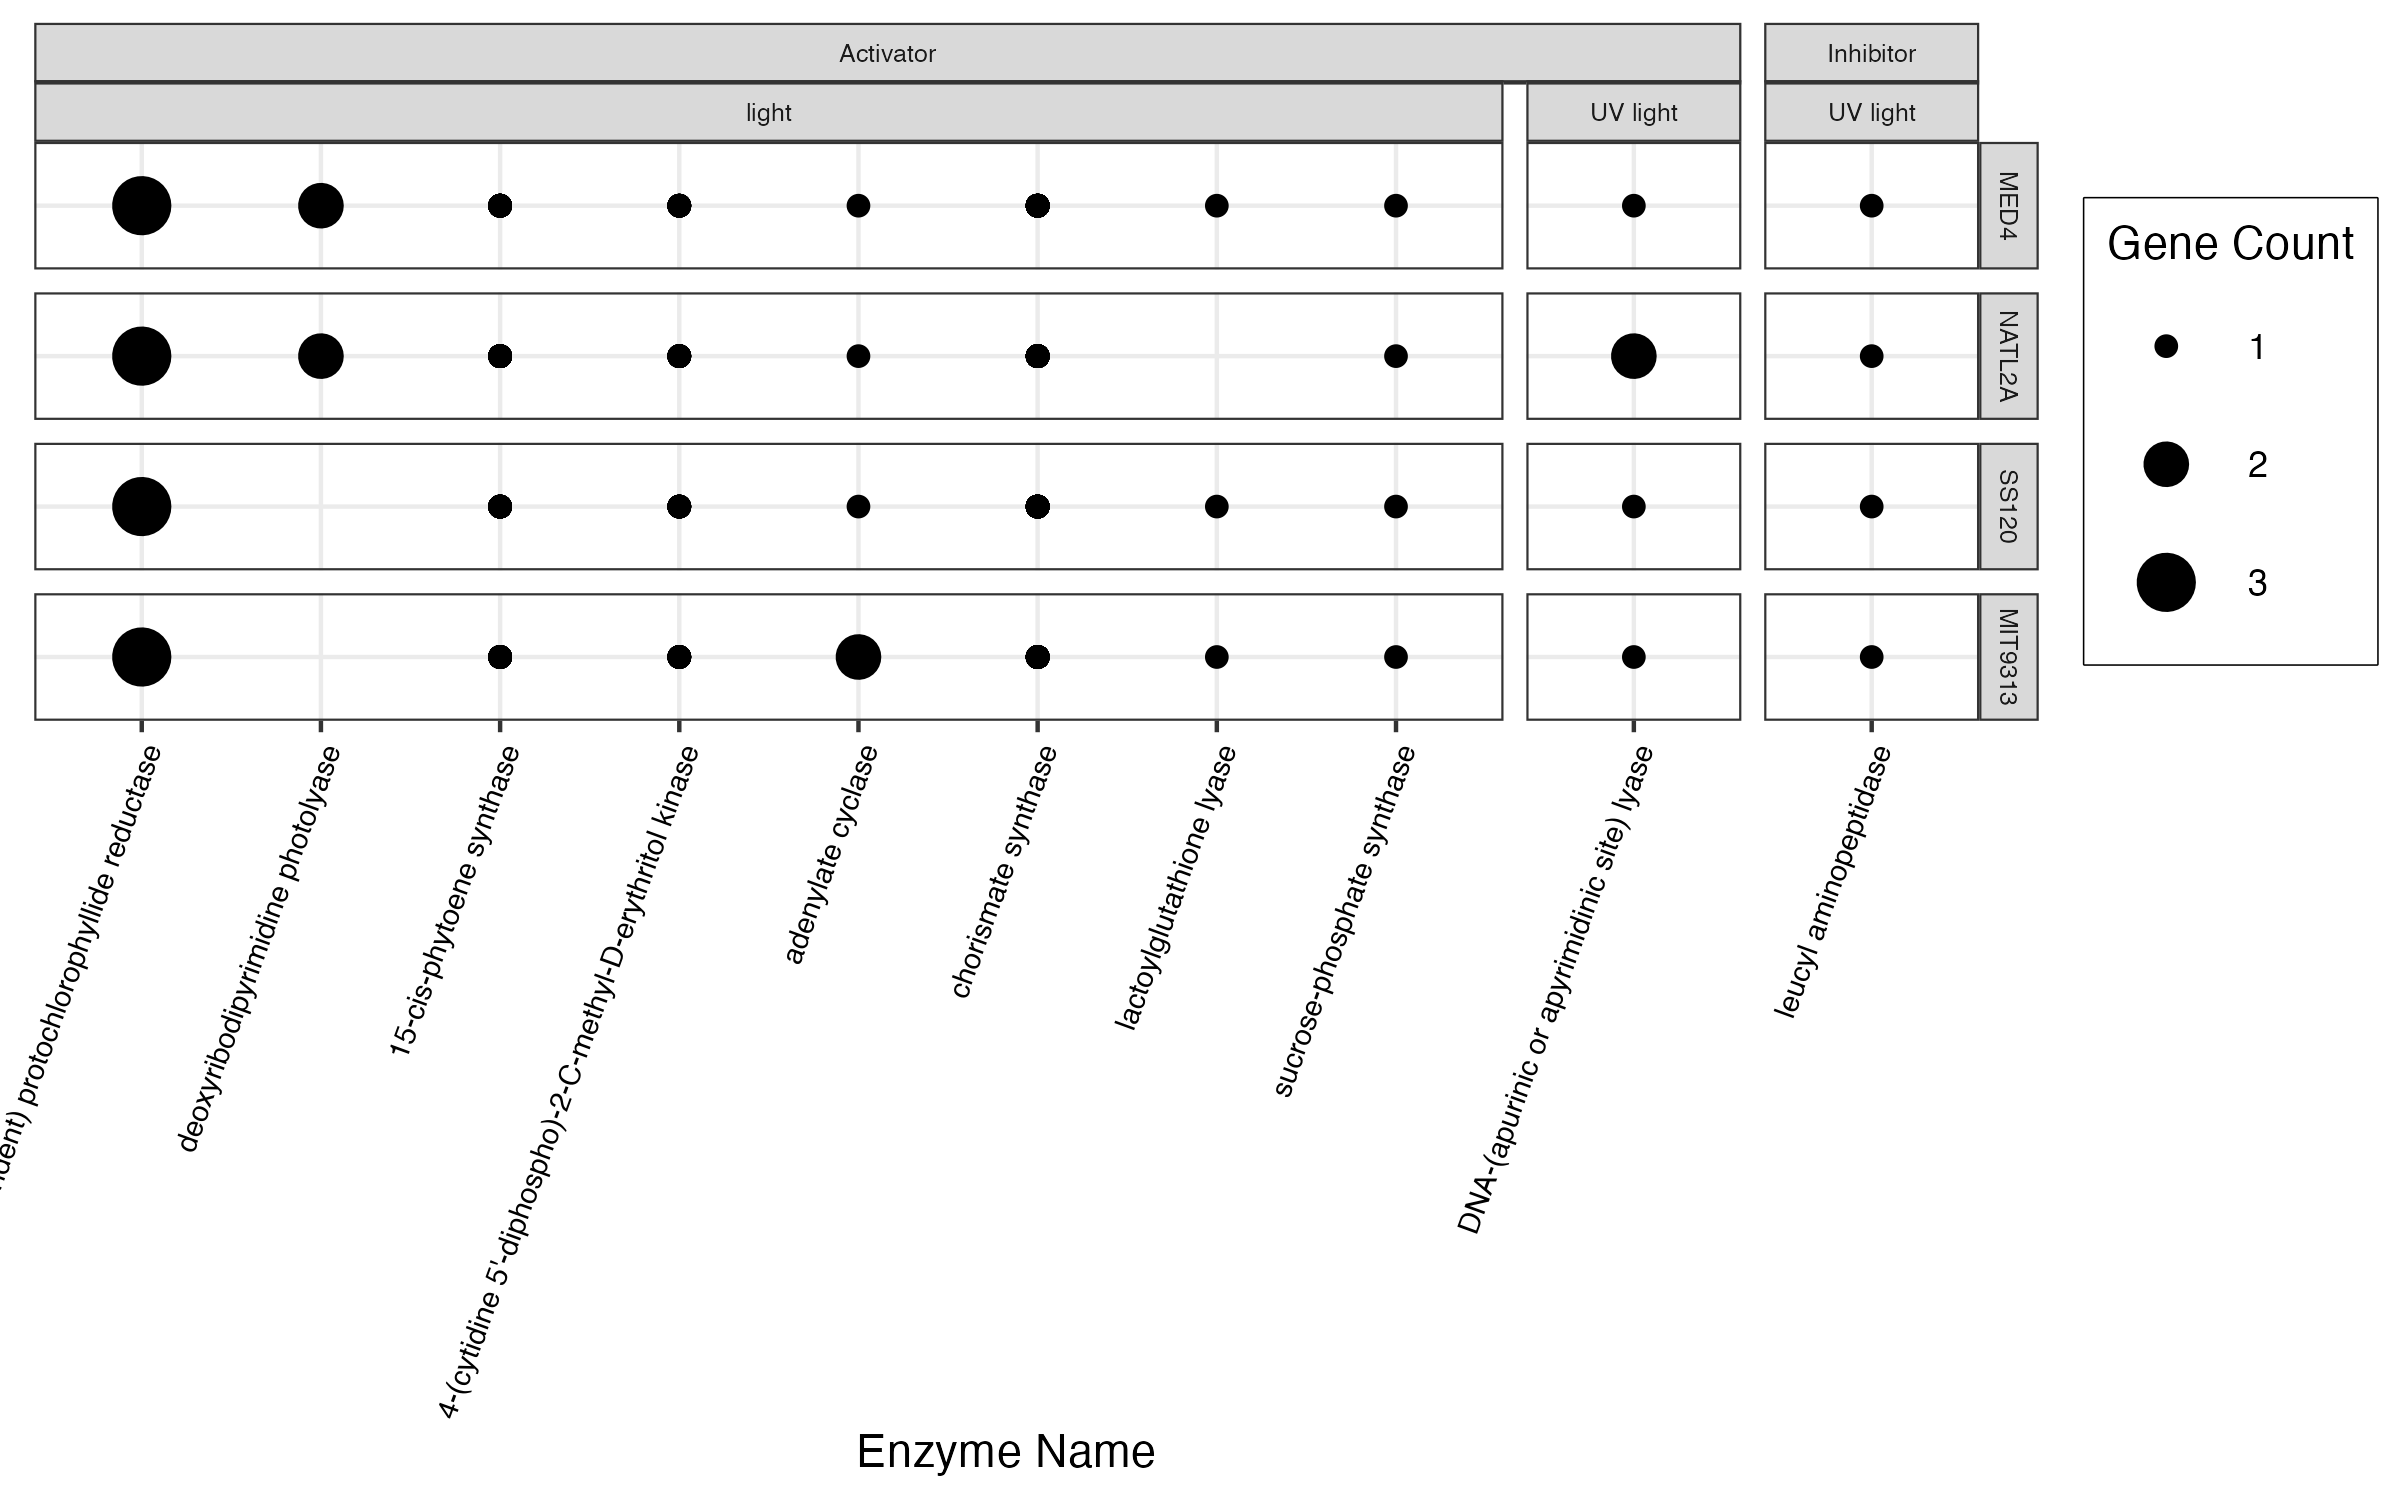 Activator
Inhibitor
light
UV light
UV light
MED4
NATL2A
SS120
MIT9313
Gene Count
1
2
3
protochlorophyllide reductase
deoxyribodipyrimidine photolyase
15-cis-phytoene synthase
4-(cytidine 5'-diphospho)-2-C-methyl-D-erythritol kinase
adenylate cyclase
chorismate synthase
lactoylglutathione lyase
sucrose-phosphate synthase
DNA-(apurinic or apyrimidinic site) lyase
leucyl aminopeptidase
Enzyme Name